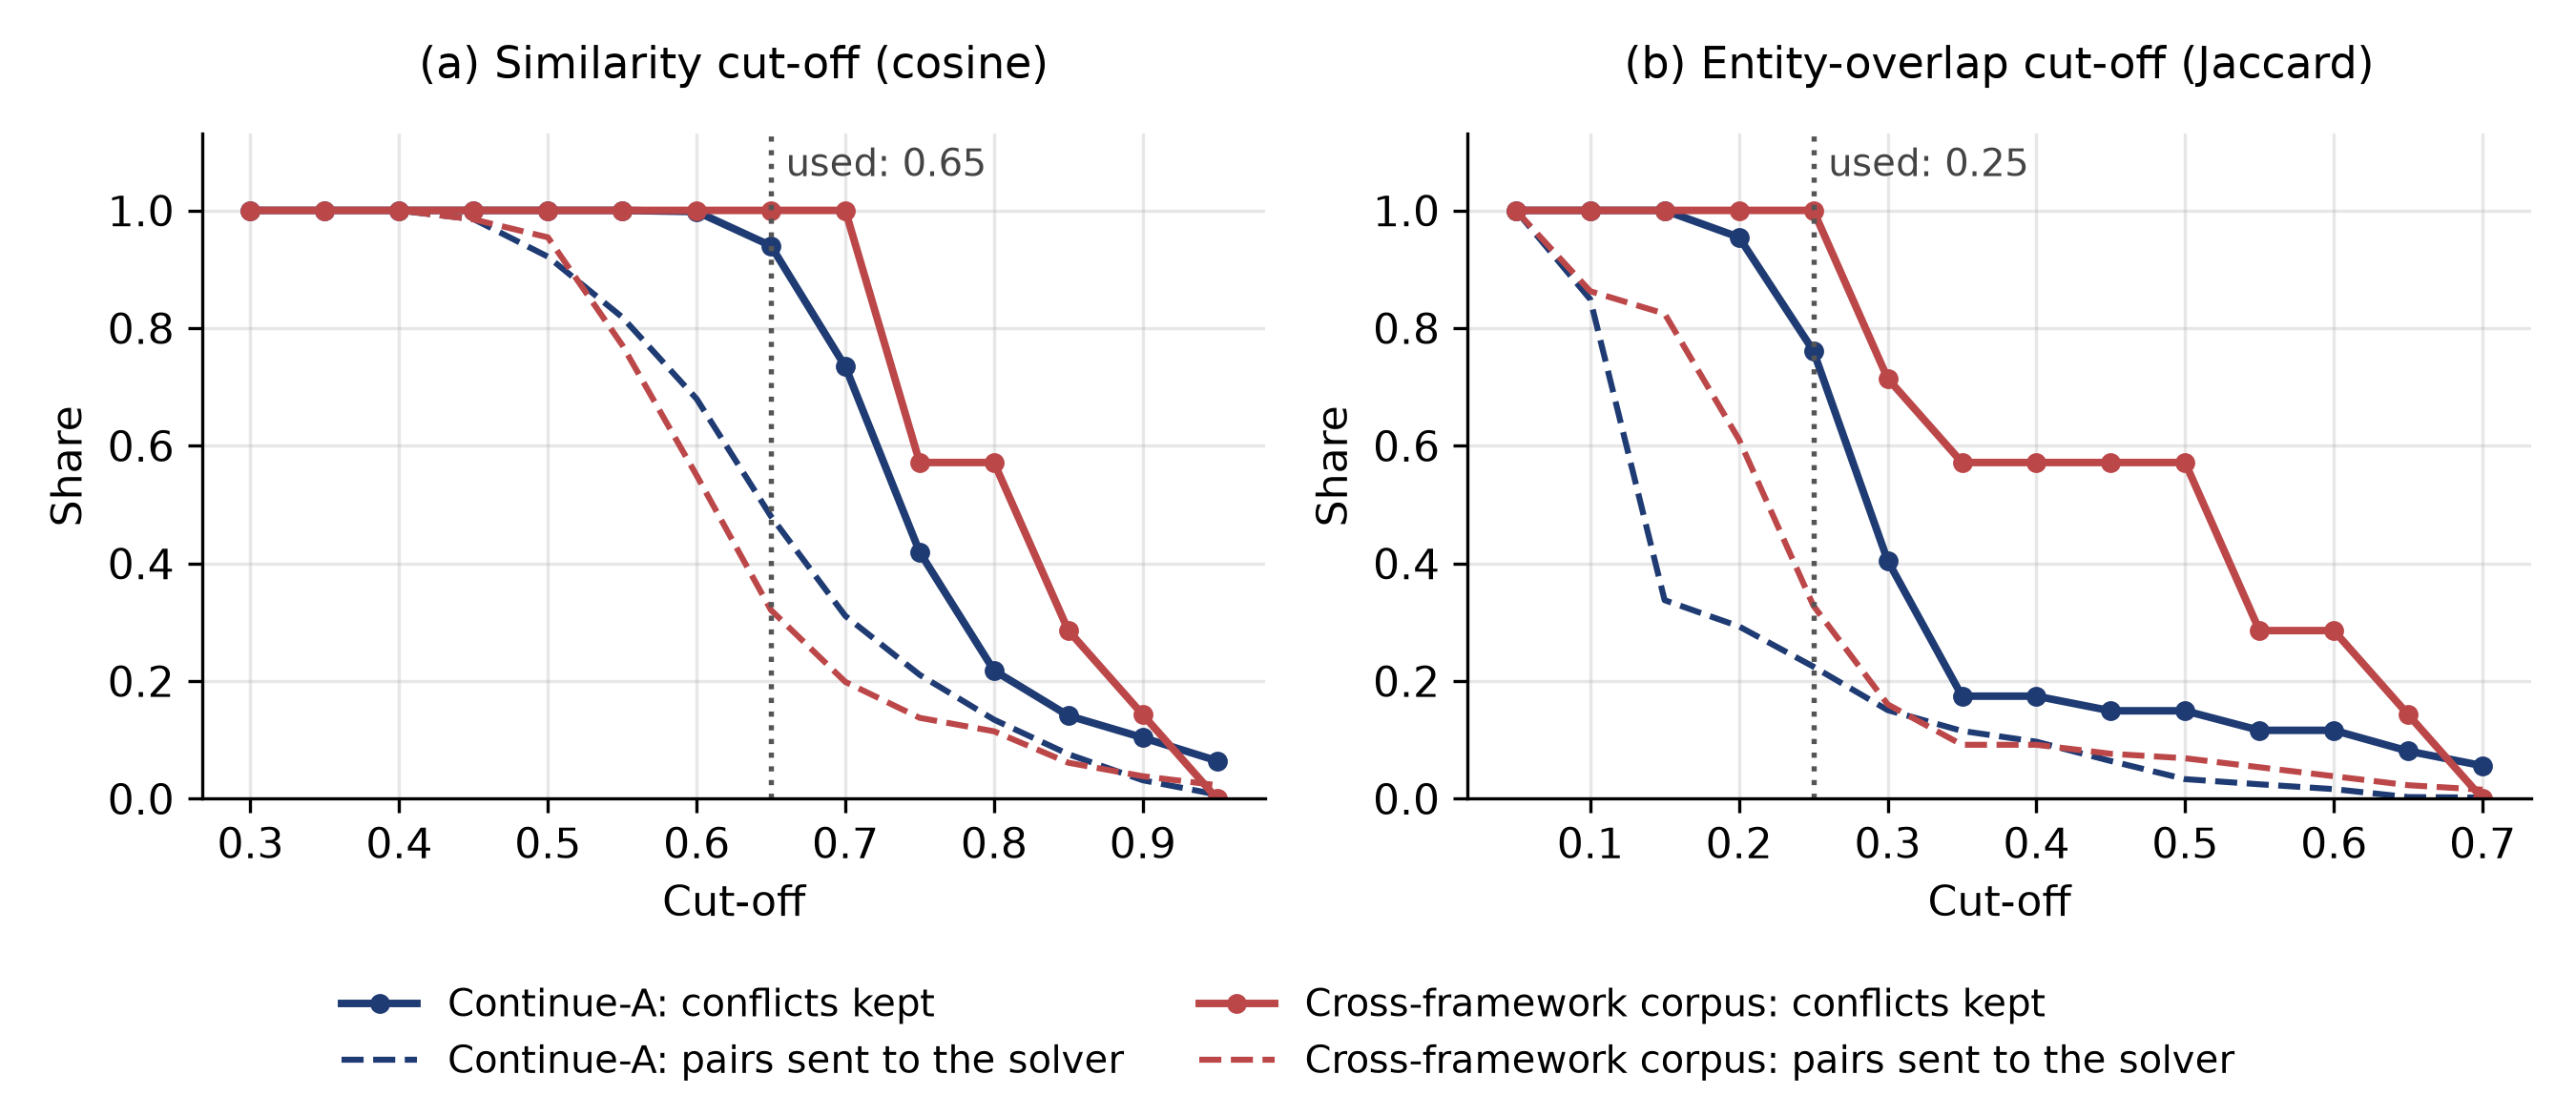 (a) Similarity cut-off (cosine)
used: 0.65
1.0
0.8
0.6
0.4
0.2
0.0
Share
0.3 0.4 0.5 0.6 0.7 0.8 0.9
Cut-off
(b) Entity-overlap cut-off (Jaccard)
used: 0.25
1.0
0.8
0.6
0.4
0.2
0.0
Share
0.1 0.2 0.3 0.4 0.5 0.6 0.7
Cut-off
Continue-A: conflicts kept
Continue-A: pairs sent to the solver
Cross-framework corpus: conflicts kept
Cross-framework corpus: pairs sent to the solver